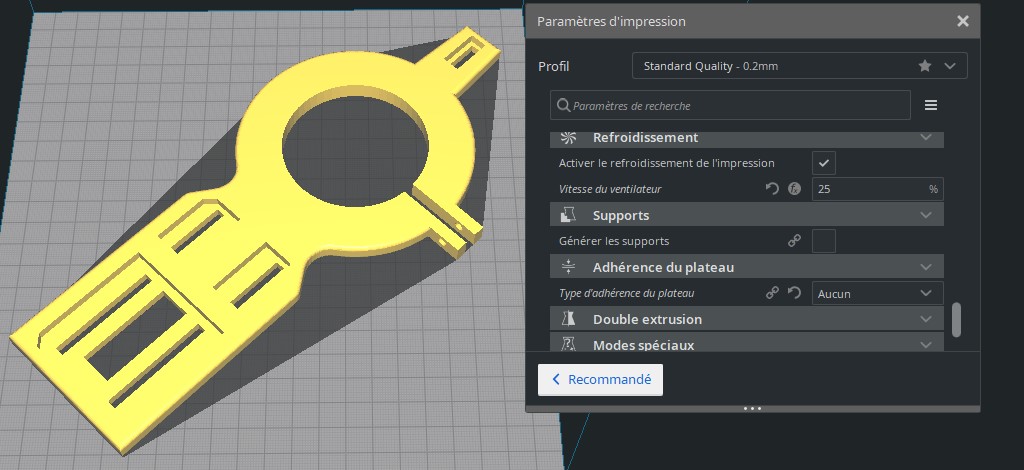 Paramètres d'impression
Profil
Standard Quality - 0.2mm
Paramètres de recherche
Refroidissement
Activer le refroidissement de l'impression
Vitesse du ventilateur
25 %
Supports
Générer les supports
Adhérence du plateau
Type d'adhérence du plateau
Aucun
Double extrusion
Modes spéciaux
Recommandé